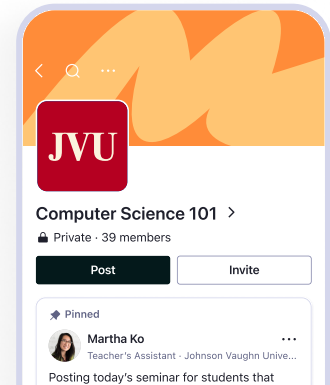 JVU
Computer Science 101
Private · 39 members
Post
Invite
Pinned
Martha Ko
Teacher's Assistant · Johnson Vaughn Unive...
Posting today's seminar for students that